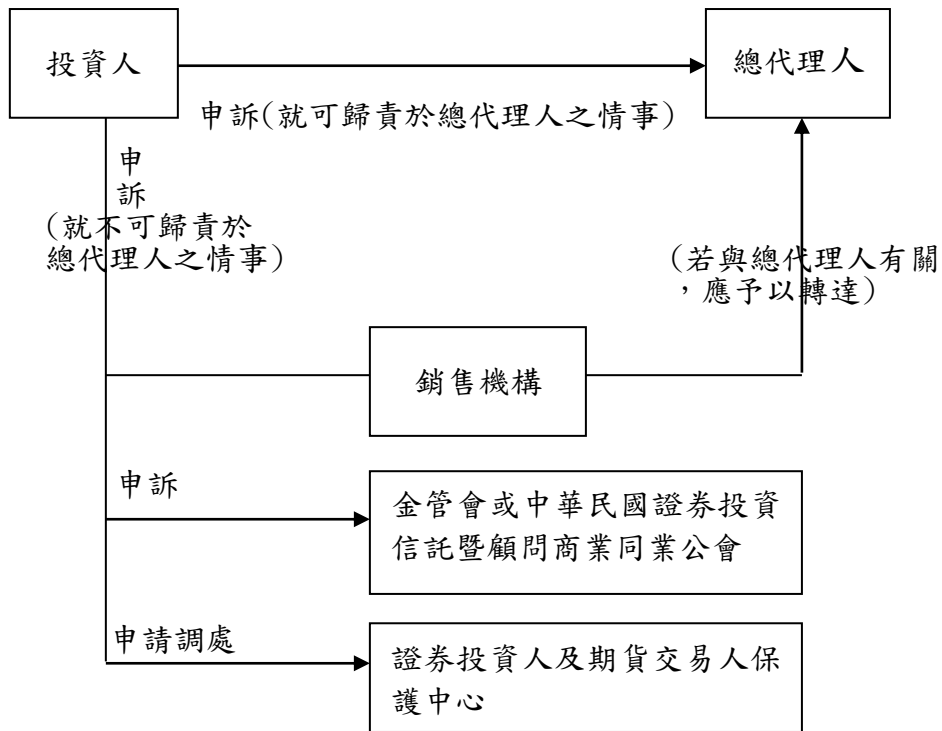 投資人
總代理人
申訴(就可歸責於總代理人之情事)
申
訴
(就不可歸責於
總代理人之情事)
(若與總代理人有關
，應予以轉達)
銷售機構
申訴
金管會或中華民國證券投資
信託暨顧問商業同業公會
申請調處
證券投資人及期貨交易人保
護中心